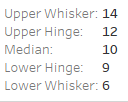 Upper Whisker: 14
Upper Hinge: 12
Median: 10
Lower Hinge: 9
Lower Whisker: 6